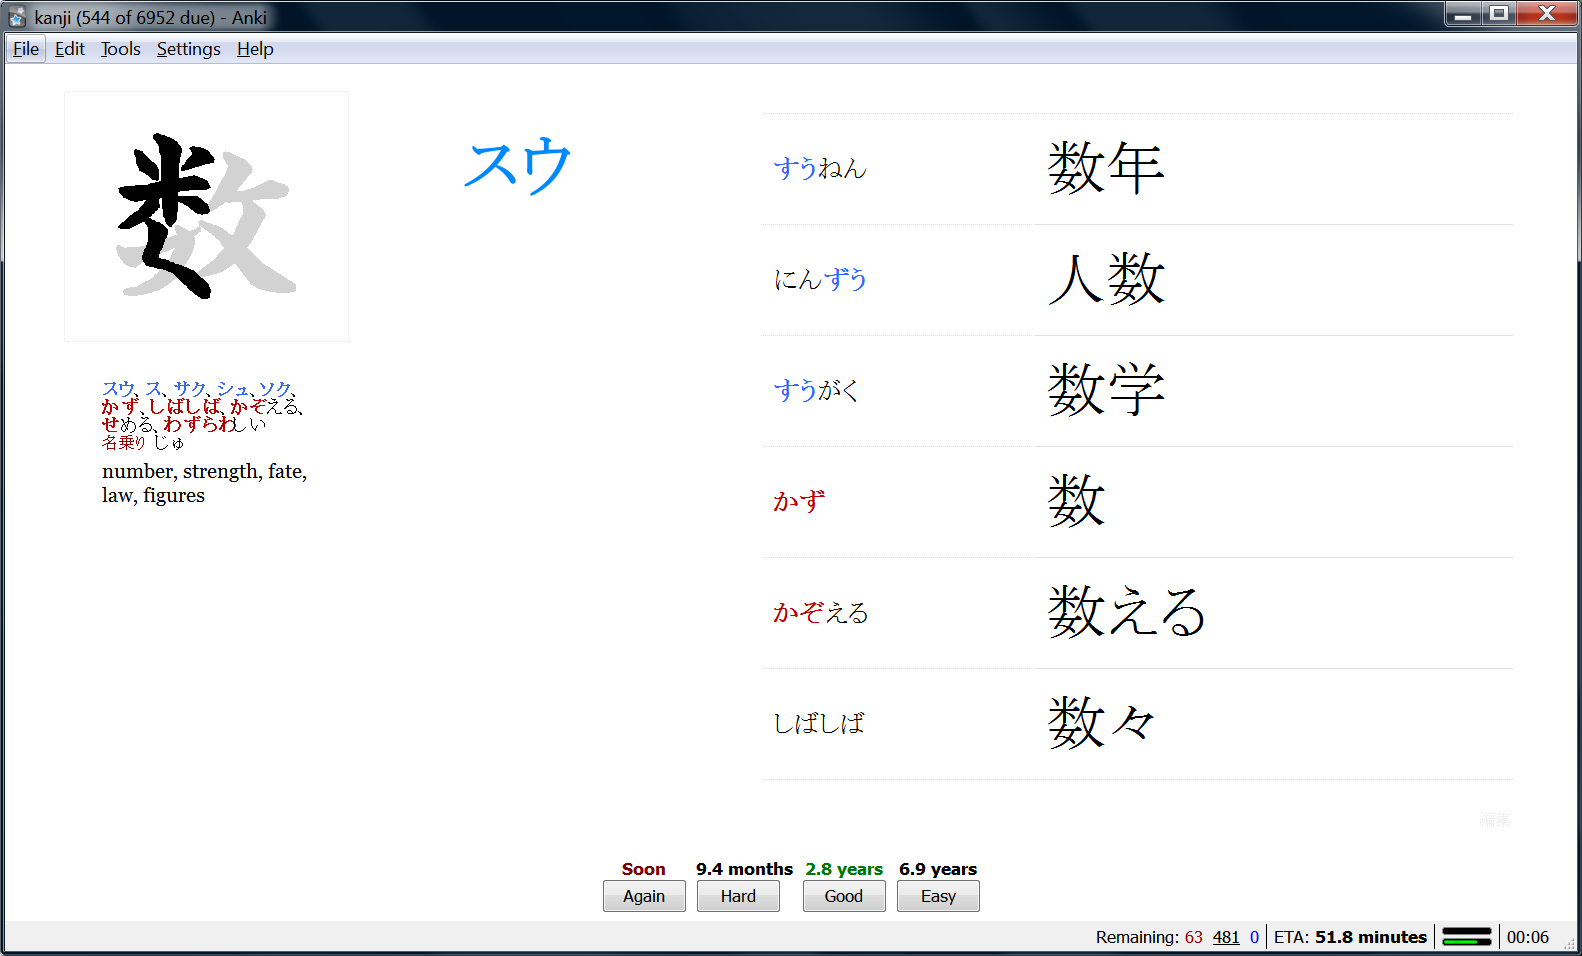 kanji (544 of 6952 due) - Anki
File Edit Tools Settings Help
数
スウ
スウ、ス、サク、シュ、ソク、
かず、しばしば、かぞえる、
せめる、わずらわしい
名乗り じゅ
number, strength, fate,
law, figures
すうねん 数年
にんずう 人数
すうがく 数学
かず 数
かぞえる 数える
しばしば 数々
編集
Soon 9.4 months 2.8 years 6.9 years
Again Hard Good Easy
Remaining: 63 481 0 ETA: 51.8 minutes 00:06